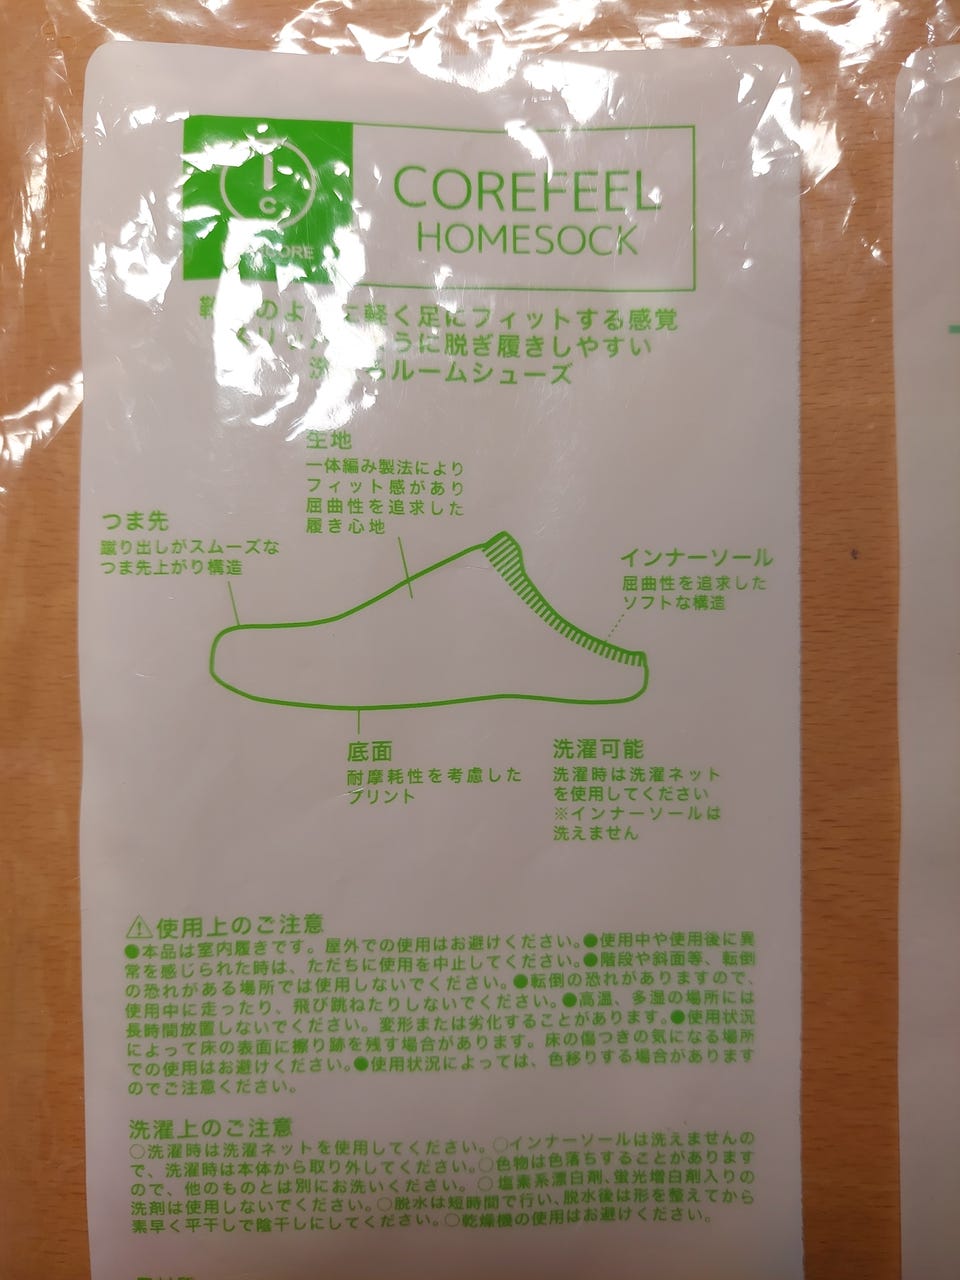 COREFEEL
HOMESOCK
のよ に軽く足にフィットする感覚
うに脱ぎ履きしやすい
洗 るルームシューズ
生地
一体編み製法により
フィット感があり
屈曲性を追求した
履き心地
つま先
蹴り出しがスムーズな
つま先上がり構造
インナーソール
屈曲性を追求した
ソフトな構造
底面
耐摩耗性を考慮した
プリント
洗濯可能
洗濯時は洗濯ネット
を使用してください
※インナーソールは
洗えません
⚠使用上のご注意
●本品は室内履きです。屋外での使用はお避けください。●使用中や使用後に異
常を感じられた時は、ただちに使用を中止してください。●階段や斜面等、転倒
の恐れがある場所では使用しないでください。●転倒の恐れがありますので、
使用中に走ったり、飛び跳ねたりしないでください。●高温、多湿の場所には
長時間放置しないでください。変形または劣化することがあります。●使用状況
によって床の表面に擦り跡を残す場合があります。床の傷つきの気になる場所
での使用はお避けください。●使用状況によっては、色移りする場合があります
のでご注意ください。
洗濯上のご注意
○洗濯時は洗濯ネットを使用してください。○インナーソールは洗えませんの
で、洗濯時は本体から取り外してください。○色物は色落ちすることがあります
ので、他のものとは別にお洗いください。○塩素系漂白剤、蛍光増白剤入りの
洗剤は使用しないでください。○脱水は短時間で行い、脱水後は形を整えてから
素早く平干しで陰干しにしてください。○乾燥機の使用はお避けください。